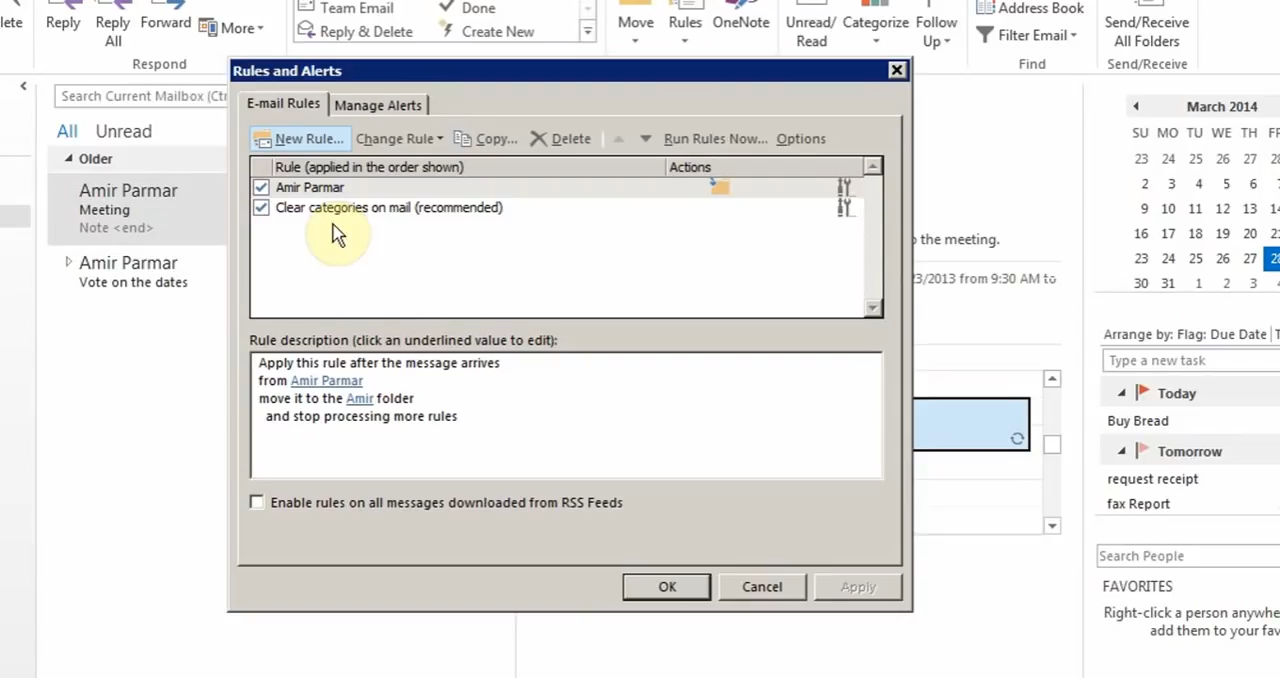 lete
Reply
Reply
All
Forward
More
Team Email
Reply & Delete
Done
Create New
Move
Rules
OneNote
Unread/
Read
Categorize
Follow
Up
Address Book
Filter Email
Send/Receive
All Folders
Respond
Find
Send/Receive
Search Current Mailbox (Ctr
All Unread
Older
Amir Parmar
Meeting
Note <end>
Amir Parmar
Vote on the dates
Rules and Alerts
E-mail Rules
Manage Alerts
New Rule... Change Rule Copy... Delete Run Rules Now... Options
Rule (applied in the order shown) Actions
Amir Parmar
Clear categories on mail (recommended)
Rule description (click an underlined value to edit):
Apply this rule after the message arrives
from Amir Parmar
move it to the Amir folder
and stop processing more rules
Enable rules on all messages downloaded from RSS Feeds
OK Cancel Apply
the meeting.
/2013 from 9:30 AM to
March 2014
SU MO TU WE TH FR
23 24 25 26 27 28
2 3 4 5 6
9 10 11 12 13 14
16 17 18 19 20
23 24 25 26 27 28
30 31 1 2 3
Arrange by: Flag: Due Date
Type a new task
Today
Buy Bread
Tomorrow
request receipt
fax Report
Search People
FAVORITES
Right-click a person anywhe
add them to your fav